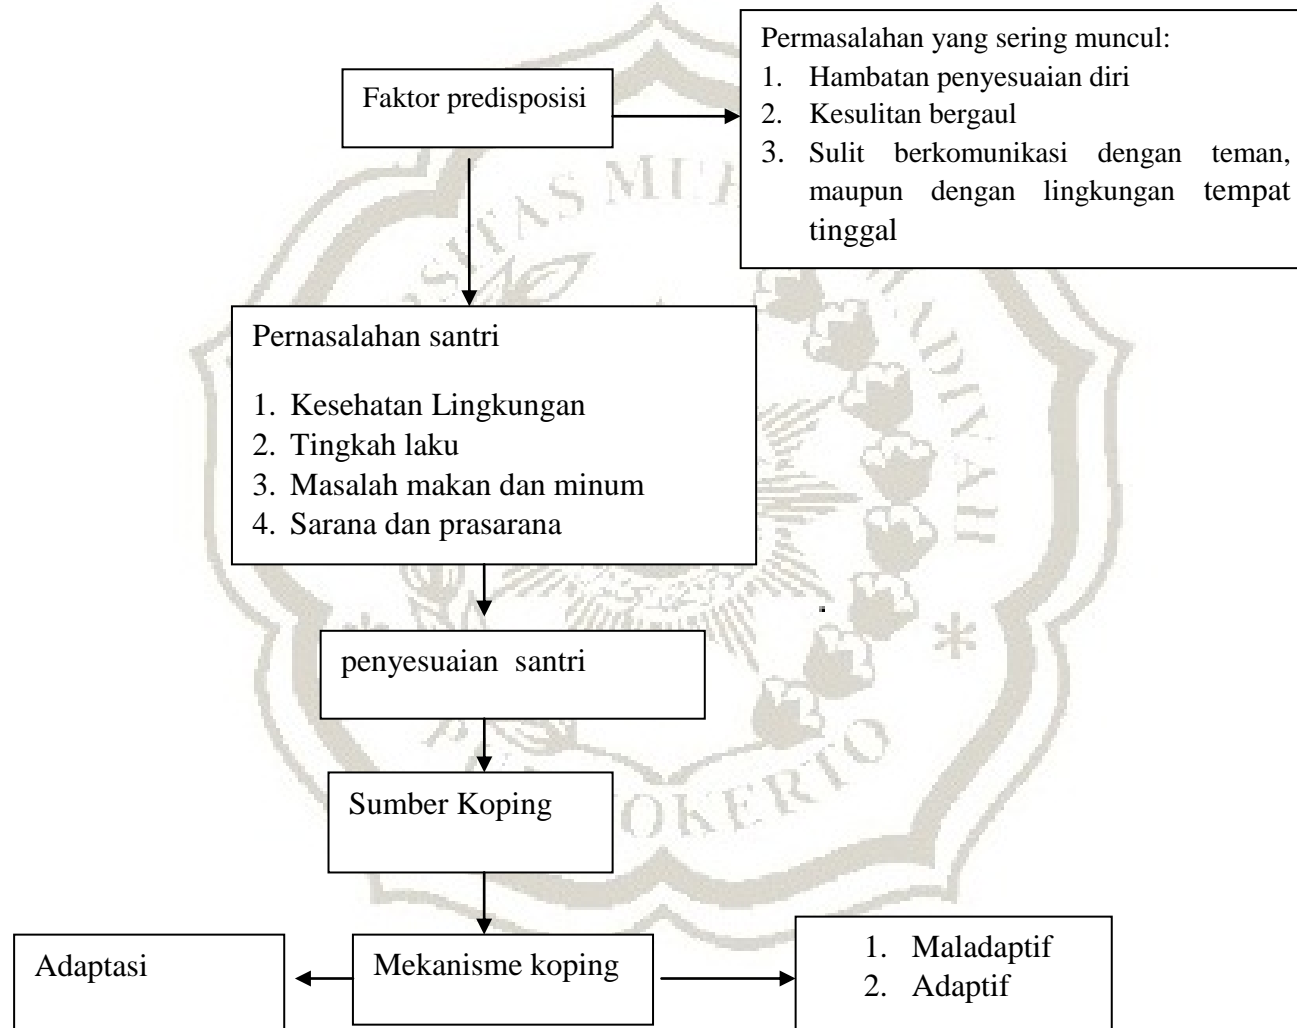 Permasalahan yang sering muncul:
1. Hambatan penyesuaian diri
2. Kesulitan bergaul
3. Sulit berkomunikasi dengan teman,
maupun dengan lingkungan tempat
tinggal
Faktor predisposisi
Pernasalahan santri
1. Kesehatan Lingkungan
2. Tingkah laku
3. Masalah makan dan minum
4. Sarana dan prasarana
penyesuaian santri
Sumber Koping
Adaptasi
Mekanisme koping
1. Maladaptif
2. Adaptif